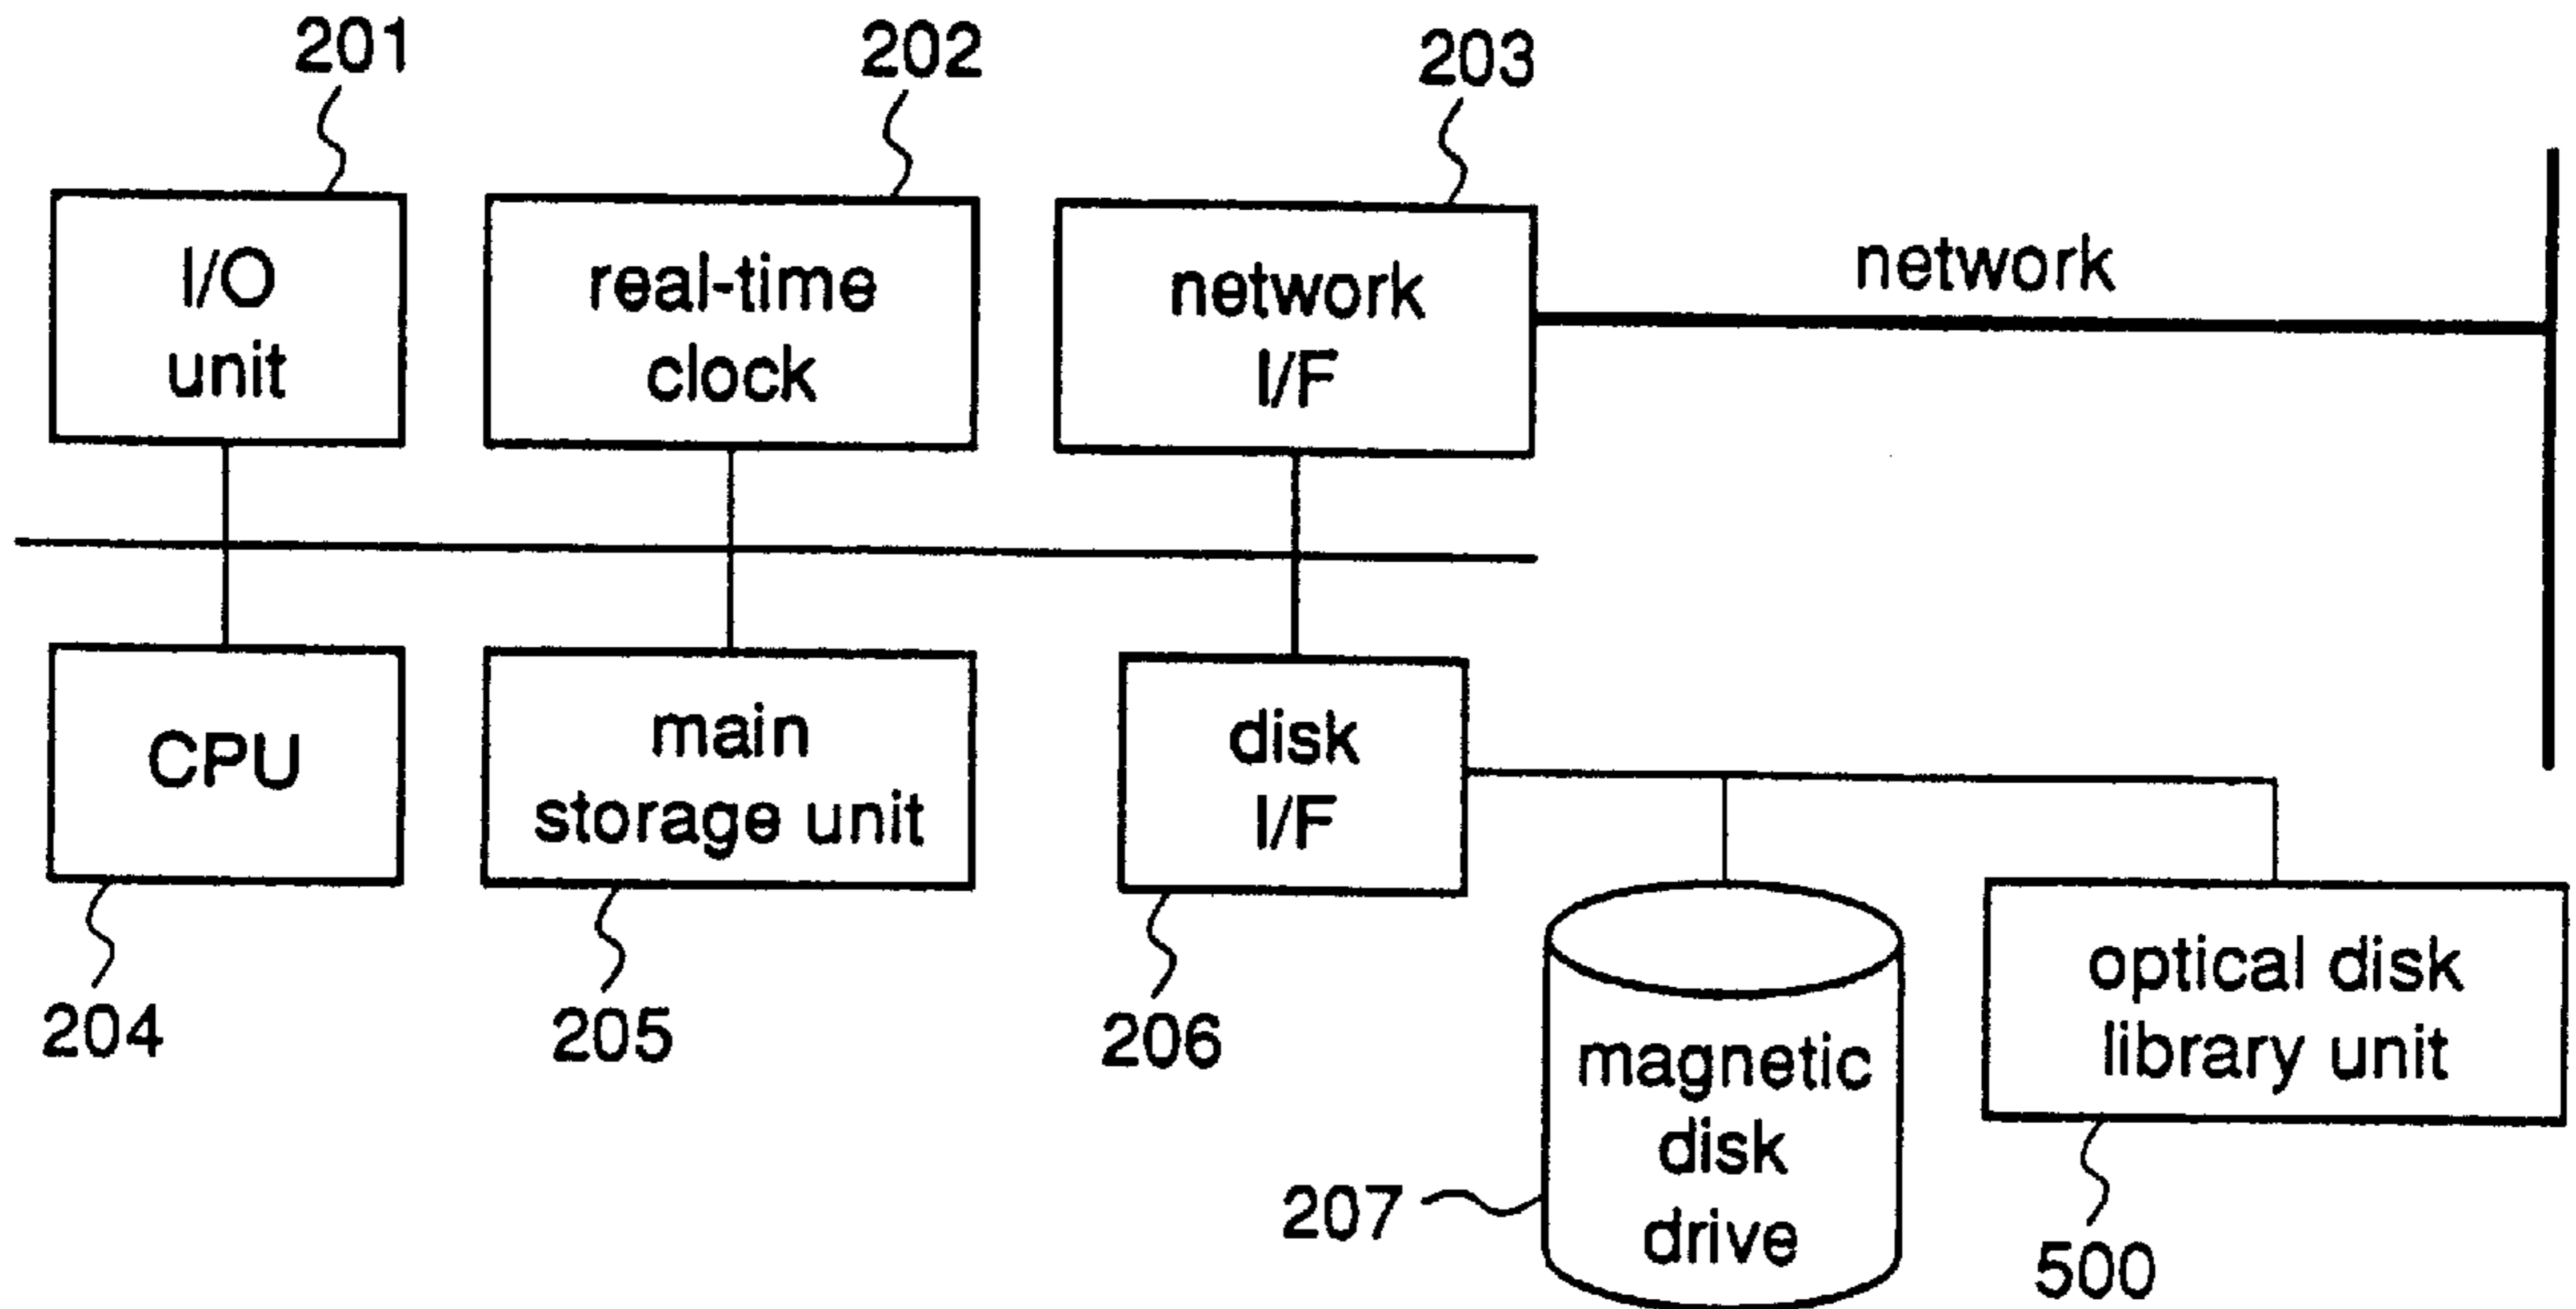 201
202
203
I/O
unit
real-time
clock
network
I/F
network
CPU
main
storage unit
disk
I/F
204
205
206
magnetic
disk
drive
207
optical disk
library unit
500